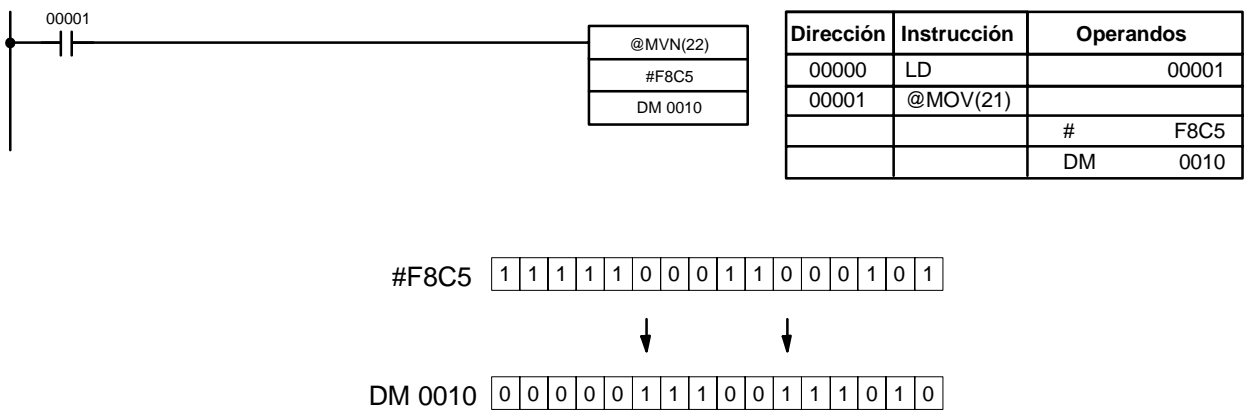 00001
@MVN(22)
#F8C5
DM 0010
Dirección Instrucción Operandos
00000 LD 00001
00001 @MOV(21)
# F8C5
DM 0010
#F8C5 1 1 1 1 1 0 0 0 1 1 0 0 0 1 0 1
DM 0010 0 0 0 0 0 1 1 1 0 0 1 1 1 0 1 0